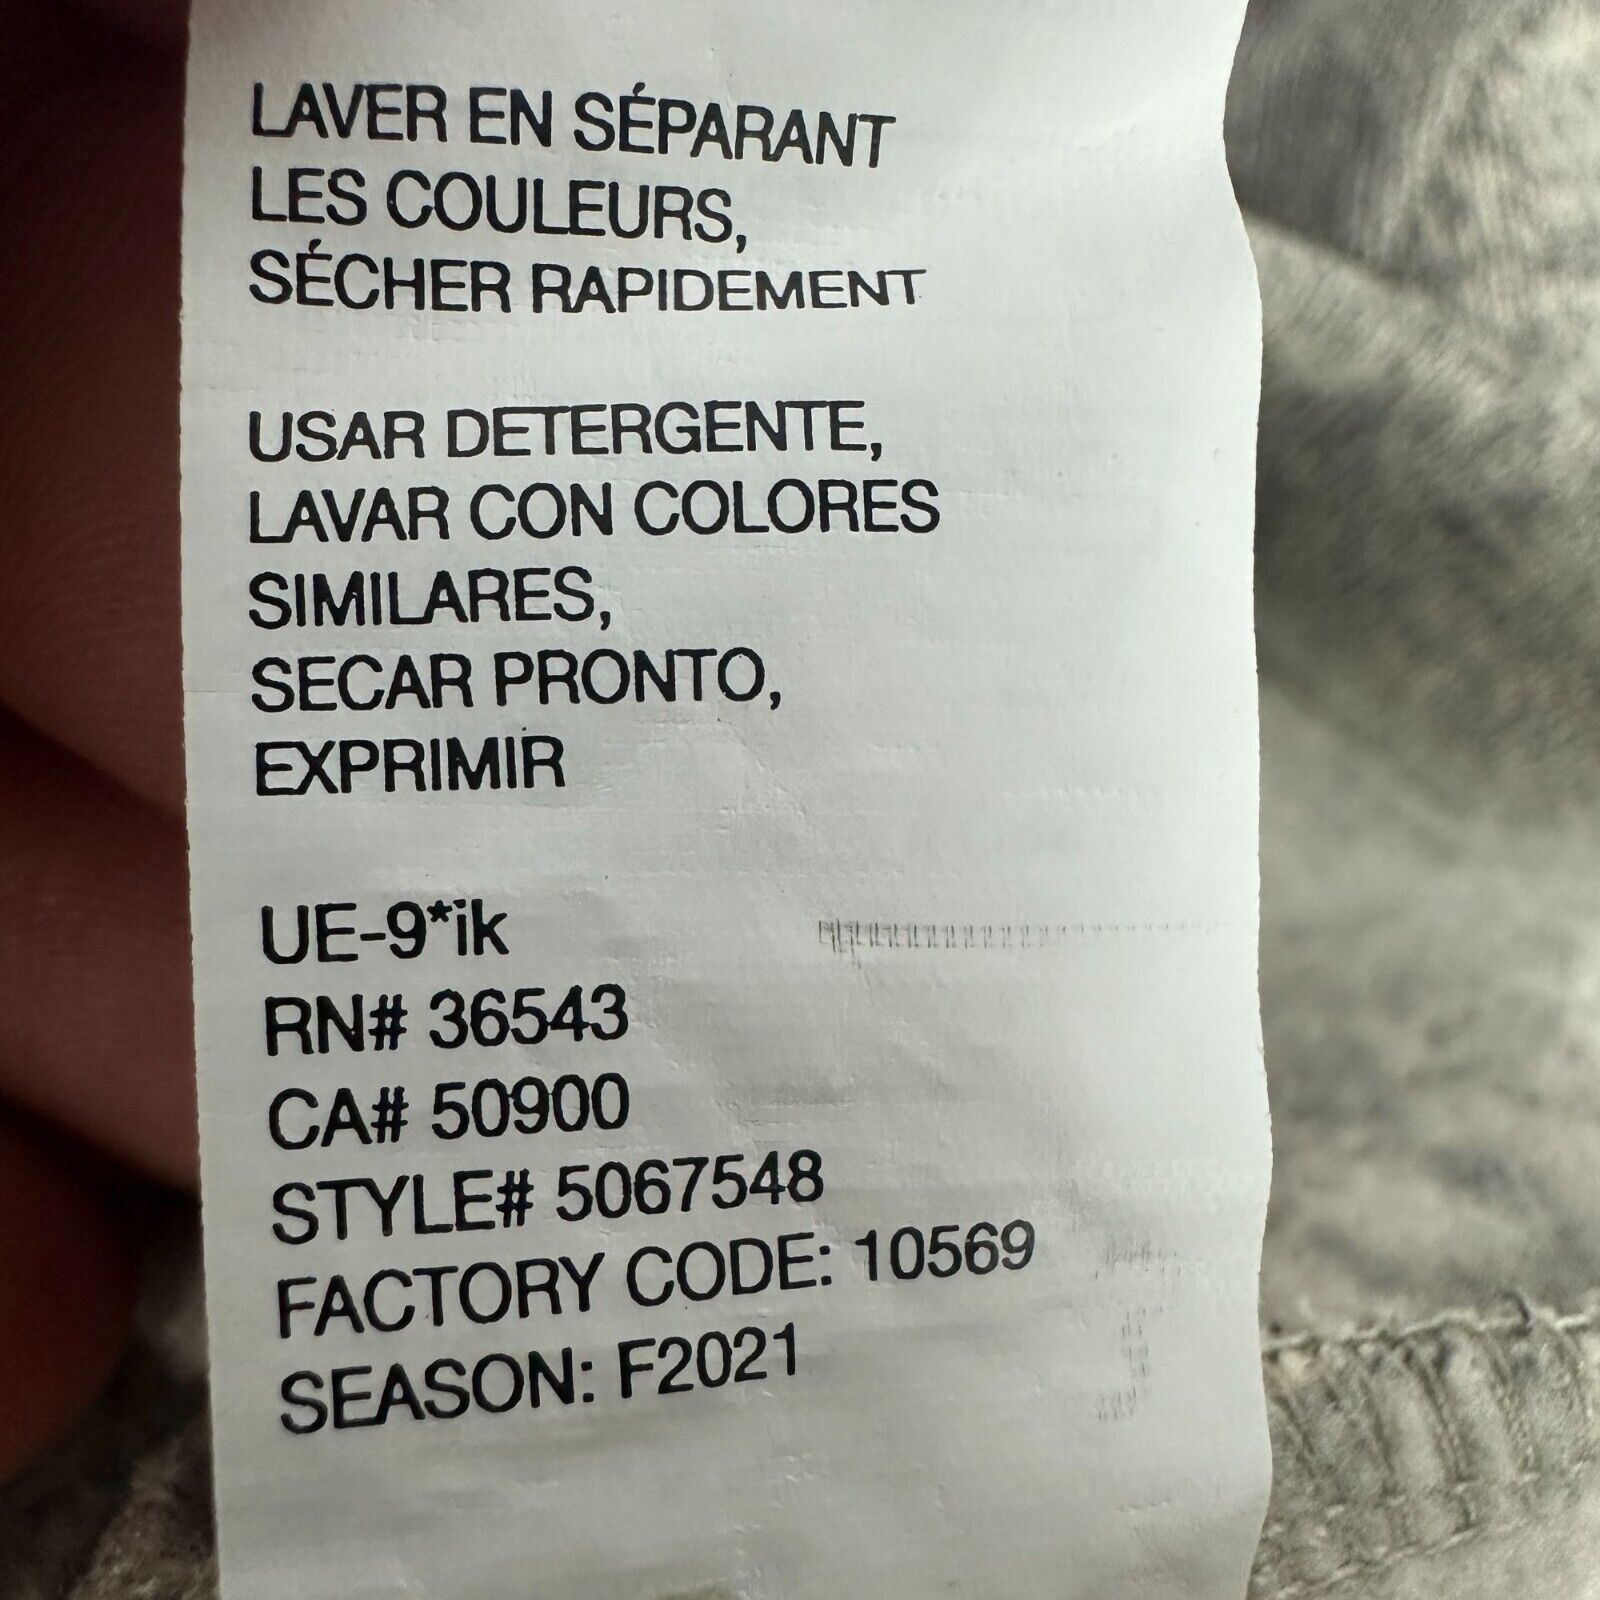 LAVER EN SÉPARANT
LES COULEURS,
SÉCHER RAPIDEMENT
USAR DETERGENTE,
LAVAR CON COLORES
SIMILARES,
SECAR PRONTO,
EXPRIMIR
UE-9*ik
RN# 36543
CA# 50900
STYLE# 5067548
FACTORY CODE: 10569
SEASON: F2021